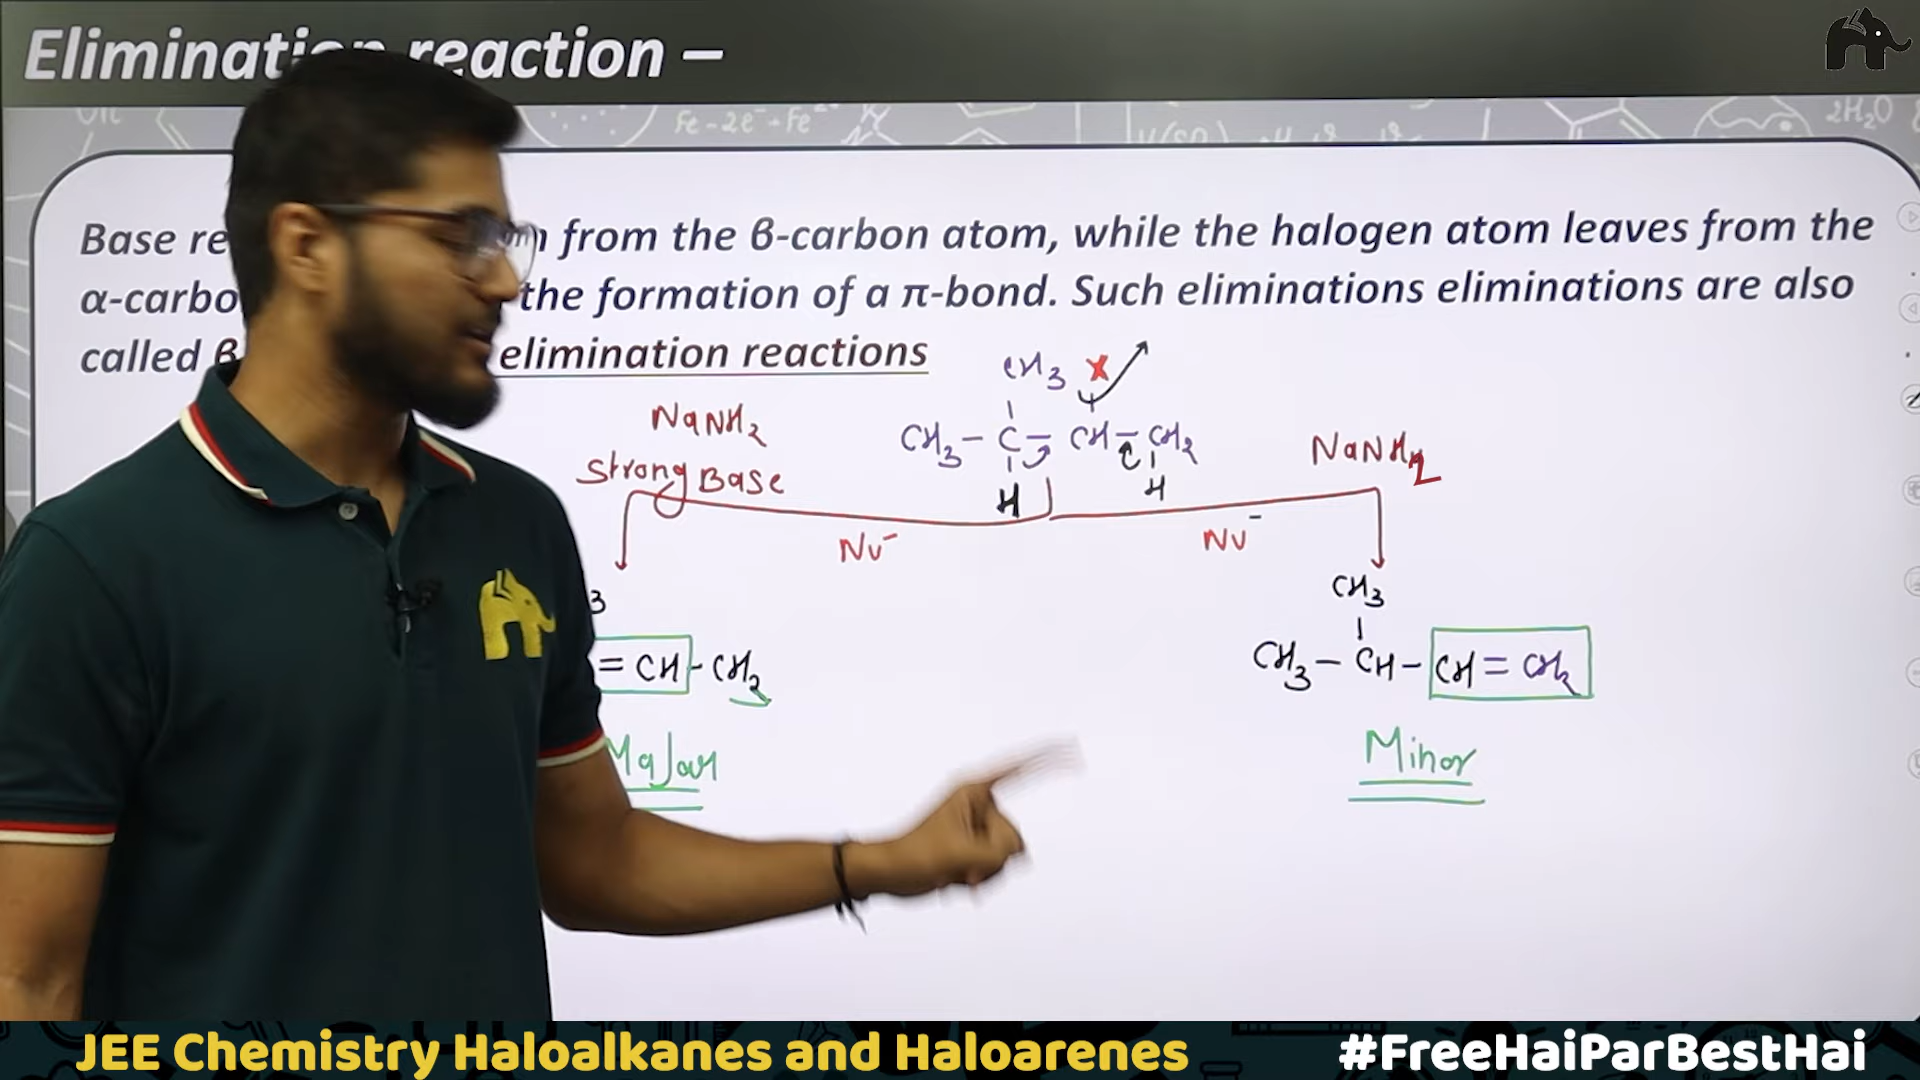 Elimination reaction –
Base re from the β-carbon atom, while the halogen atom leaves from the
α-carbo the formation of a π-bond. Such eliminations eliminations are also
called β elimination reactions
CH3 X
NaNH2
CH3 – C – CH – CH2
NaNH2
Strong Base
H H
Nu⁻ Nu⁻
3 CH3
= CH – CH2
CH3 – CH – CH = CH2
Major Minor
JEE Chemistry Haloalkanes and Haloarenes #FreeHaiParBestHai